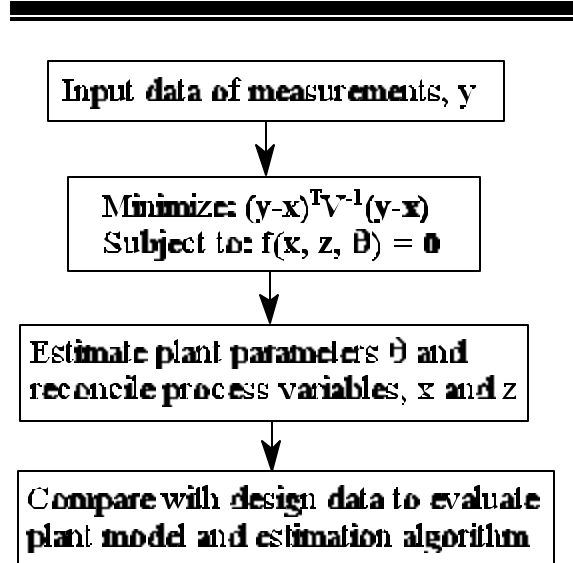 Input data of measurements, y
Minimize: (y-x)ᵀV⁻¹(y-x)
Subject to: f(x, z, θ) = 0
Estimate plant parameters θ and
reconcile process variables, x and z
Compare with design data to evaluate
plant model and estimation algorithm